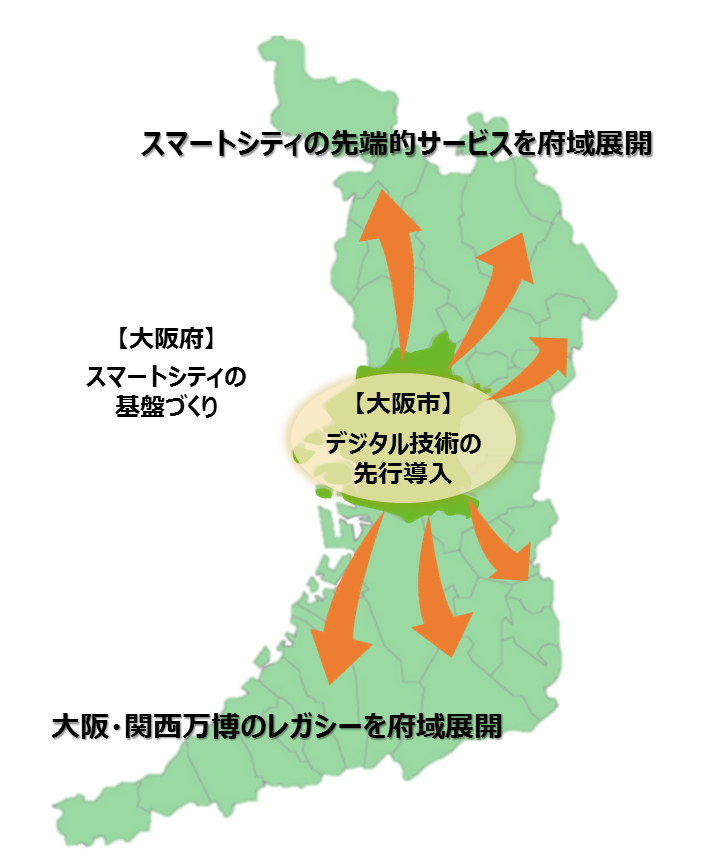 スマートシティの先端的サービスを府域展開
【大阪府】
スマートシティの
基盤づくり
【大阪市】
デジタル技術の
先行導入
大阪・関西万博のレガシーを府域展開